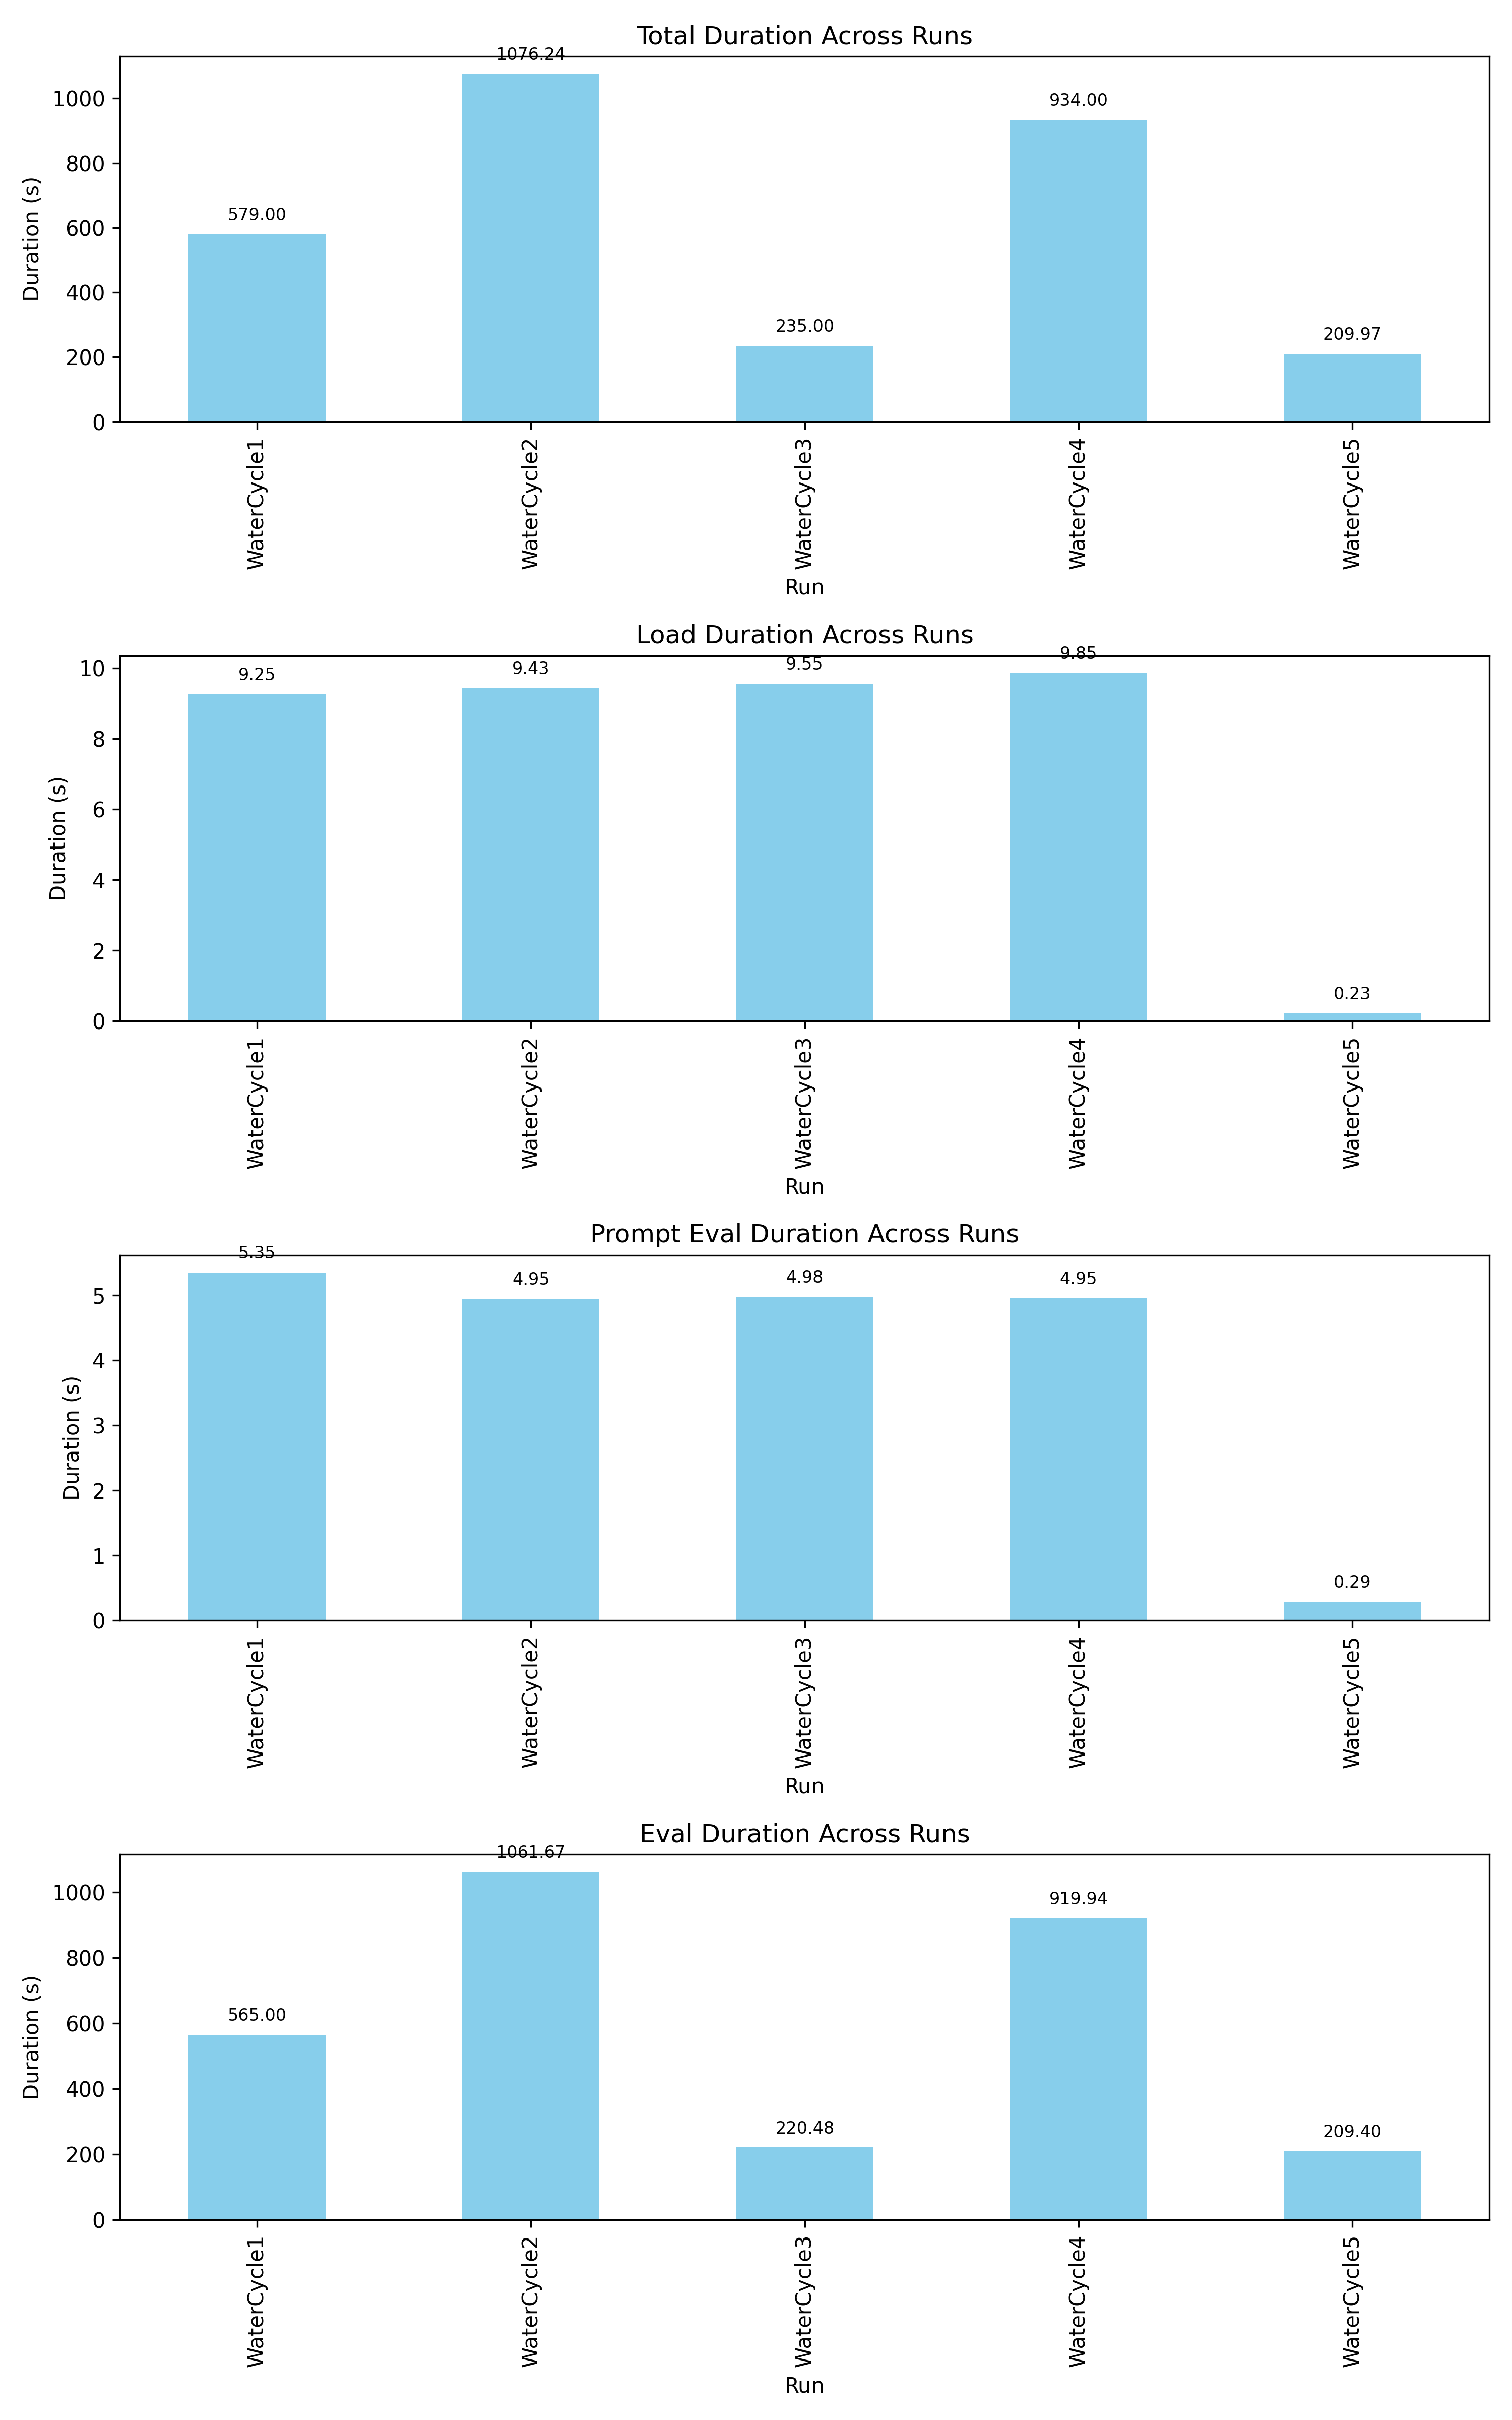 Total Duration Across Runs
1076.24
934.00
579.00
235.00
209.97
1000
800
600
400
200
0
Duration (s)
WaterCycle1
WaterCycle2
WaterCycle3
WaterCycle4
WaterCycle5
Run
Load Duration Across Runs
9.25
9.43
9.55
9.85
0.23
10
8
6
4
2
0
Duration (s)
WaterCycle1
WaterCycle2
WaterCycle3
WaterCycle4
WaterCycle5
Run
Prompt Eval Duration Across Runs
5.35
4.95
4.98
4.95
0.29
5
4
3
2
1
0
Duration (s)
WaterCycle1
WaterCycle2
WaterCycle3
WaterCycle4
WaterCycle5
Run
Eval Duration Across Runs
1061.67
919.94
565.00
220.48
209.40
1000
800
600
400
200
0
Duration (s)
WaterCycle1
WaterCycle2
WaterCycle3
WaterCycle4
WaterCycle5
Run